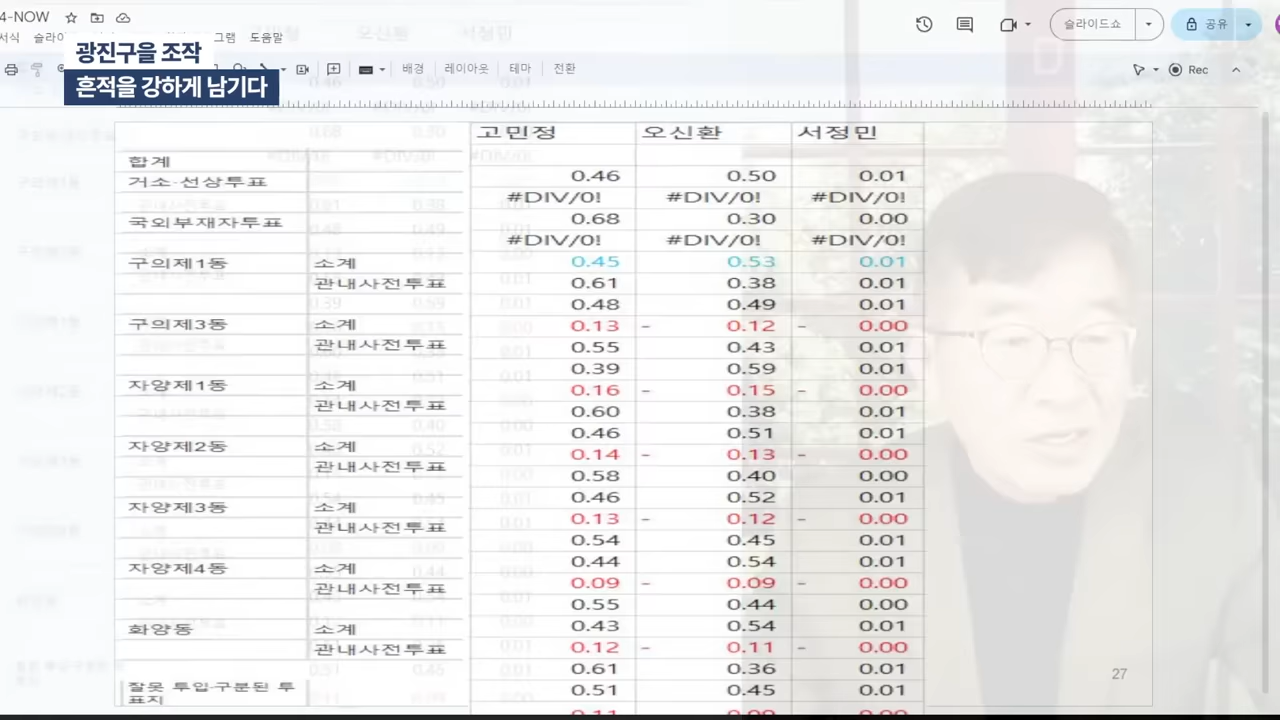 4-NOW
서식 슬라 그램 도움말
슬라이드쇼
공유
광진구을 조작
흔적을 강하게 남기다
배경 레이아웃 테마 전환
Rec
고민정 오신환 서정민
합계
0.46 0.50 0.01
거소·선상투표
#DIV/0! #DIV/0! #DIV/0!
국외부재자투표
0.68 0.30 0.00
#DIV/0! #DIV/0! #DIV/0!
구의제1동 소계
0.45 0.53 0.01
관내사전투표
0.61 0.38 0.01
0.48 0.49 0.01
구의제3동 소계
0.13 - 0.12 - 0.00
관내사전투표
0.55 0.43 0.01
0.39 0.59 0.01
자양제1동 소계
0.16 - 0.15 - 0.00
관내사전투표
0.60 0.38 0.01
0.46 0.51 0.01
자양제2동 소계
0.14 - 0.13 - 0.00
관내사전투표
0.58 0.40 0.00
0.46 0.52 0.01
자양제3동 소계
0.13 - 0.12 - 0.00
관내사전투표
0.54 0.45 0.01
0.44 0.54 0.01
자양제4동 소계
0.09 - 0.09 - 0.00
관내사전투표
0.55 0.44 0.00
0.43 0.54 0.01
화양동 소계
0.12 - 0.11 - 0.00
관내사전투표
0.61 0.36 0.01
잘못 투입·구분된 투
표지
0.51 0.45 0.01
27